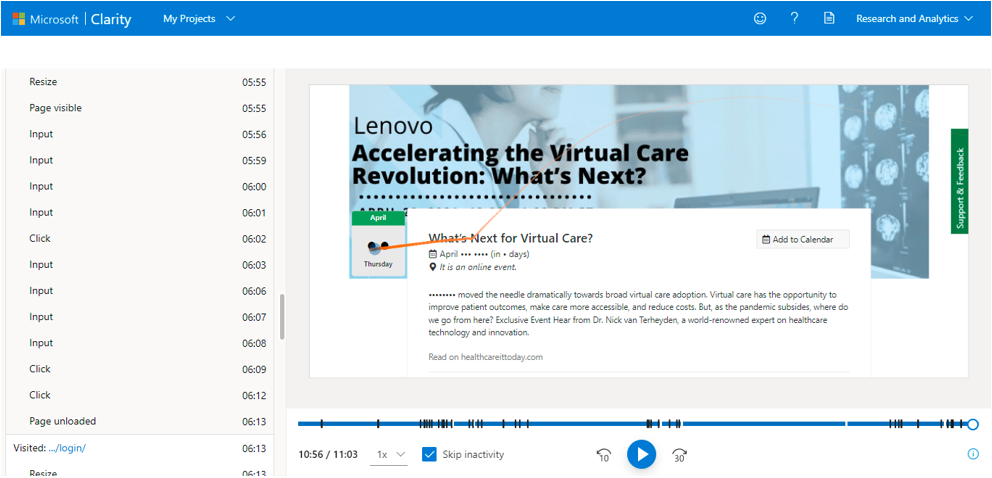 Microsoft | Clarity
My Projects
?
Research and Analytics
Resize 05:55
Page visible 05:55
Input 05:56
Input 05:59
Input 06:00
Input 06:01
Click 06:02
Input 06:03
Input 06:06
Input 06:07
Input 06:08
Click 06:09
Click 06:12
Page unloaded 06:13
Visited: .../login/ 06:13
Resize 06:13
Lenovo
Accelerating the Virtual Care
Revolution: What's Next?
April
Thursday
What's Next for Virtual Care?
Add to Calendar
April ••• •••• (in • days)
It is an online event.
•••••••• moved the needle dramatically towards broad virtual care adoption. Virtual care has the opportunity to
improve patient outcomes, make care more accessible, and reduce costs. But, as the pandemic subsides, where do
we go from here? Exclusive Event Hear from Dr. Nick van Terheyden, a world-renowned expert on healthcare
technology and innovation.
Read on healthcareittoday.com
Support & Feedback
10:56 / 11:03
1x
Skip inactivity
10
30